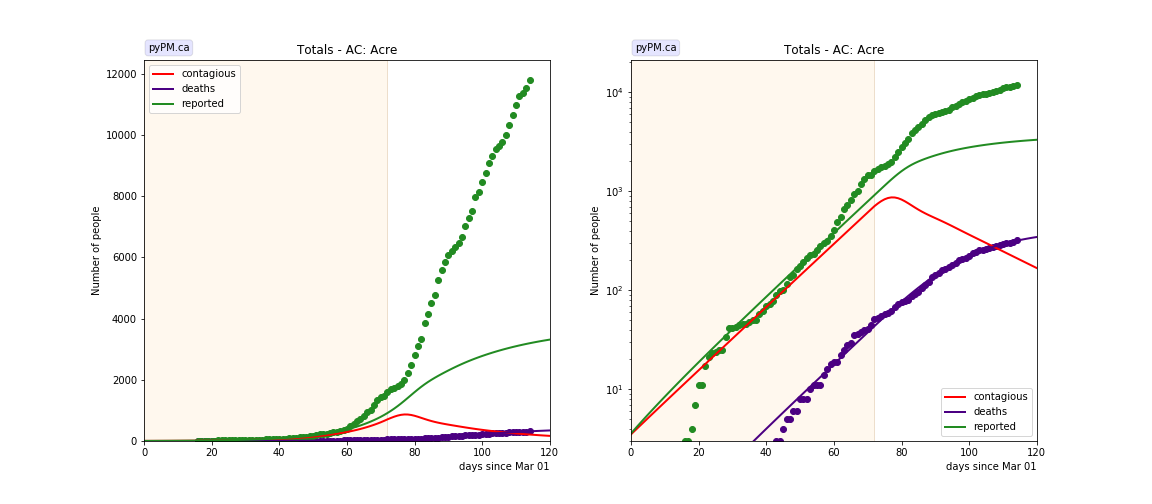 pyPM.ca
Totals - AC: Acre
contagious
deaths
reported
12000
10000
8000
6000
4000
2000
0
Number of people
0 20 40 60 80 100 120
days since Mar 01
pyPM.ca
Totals - AC: Acre
10⁴
10³
10²
10¹
Number of people
contagious
deaths
reported
0 20 40 60 80 100 120
days since Mar 01